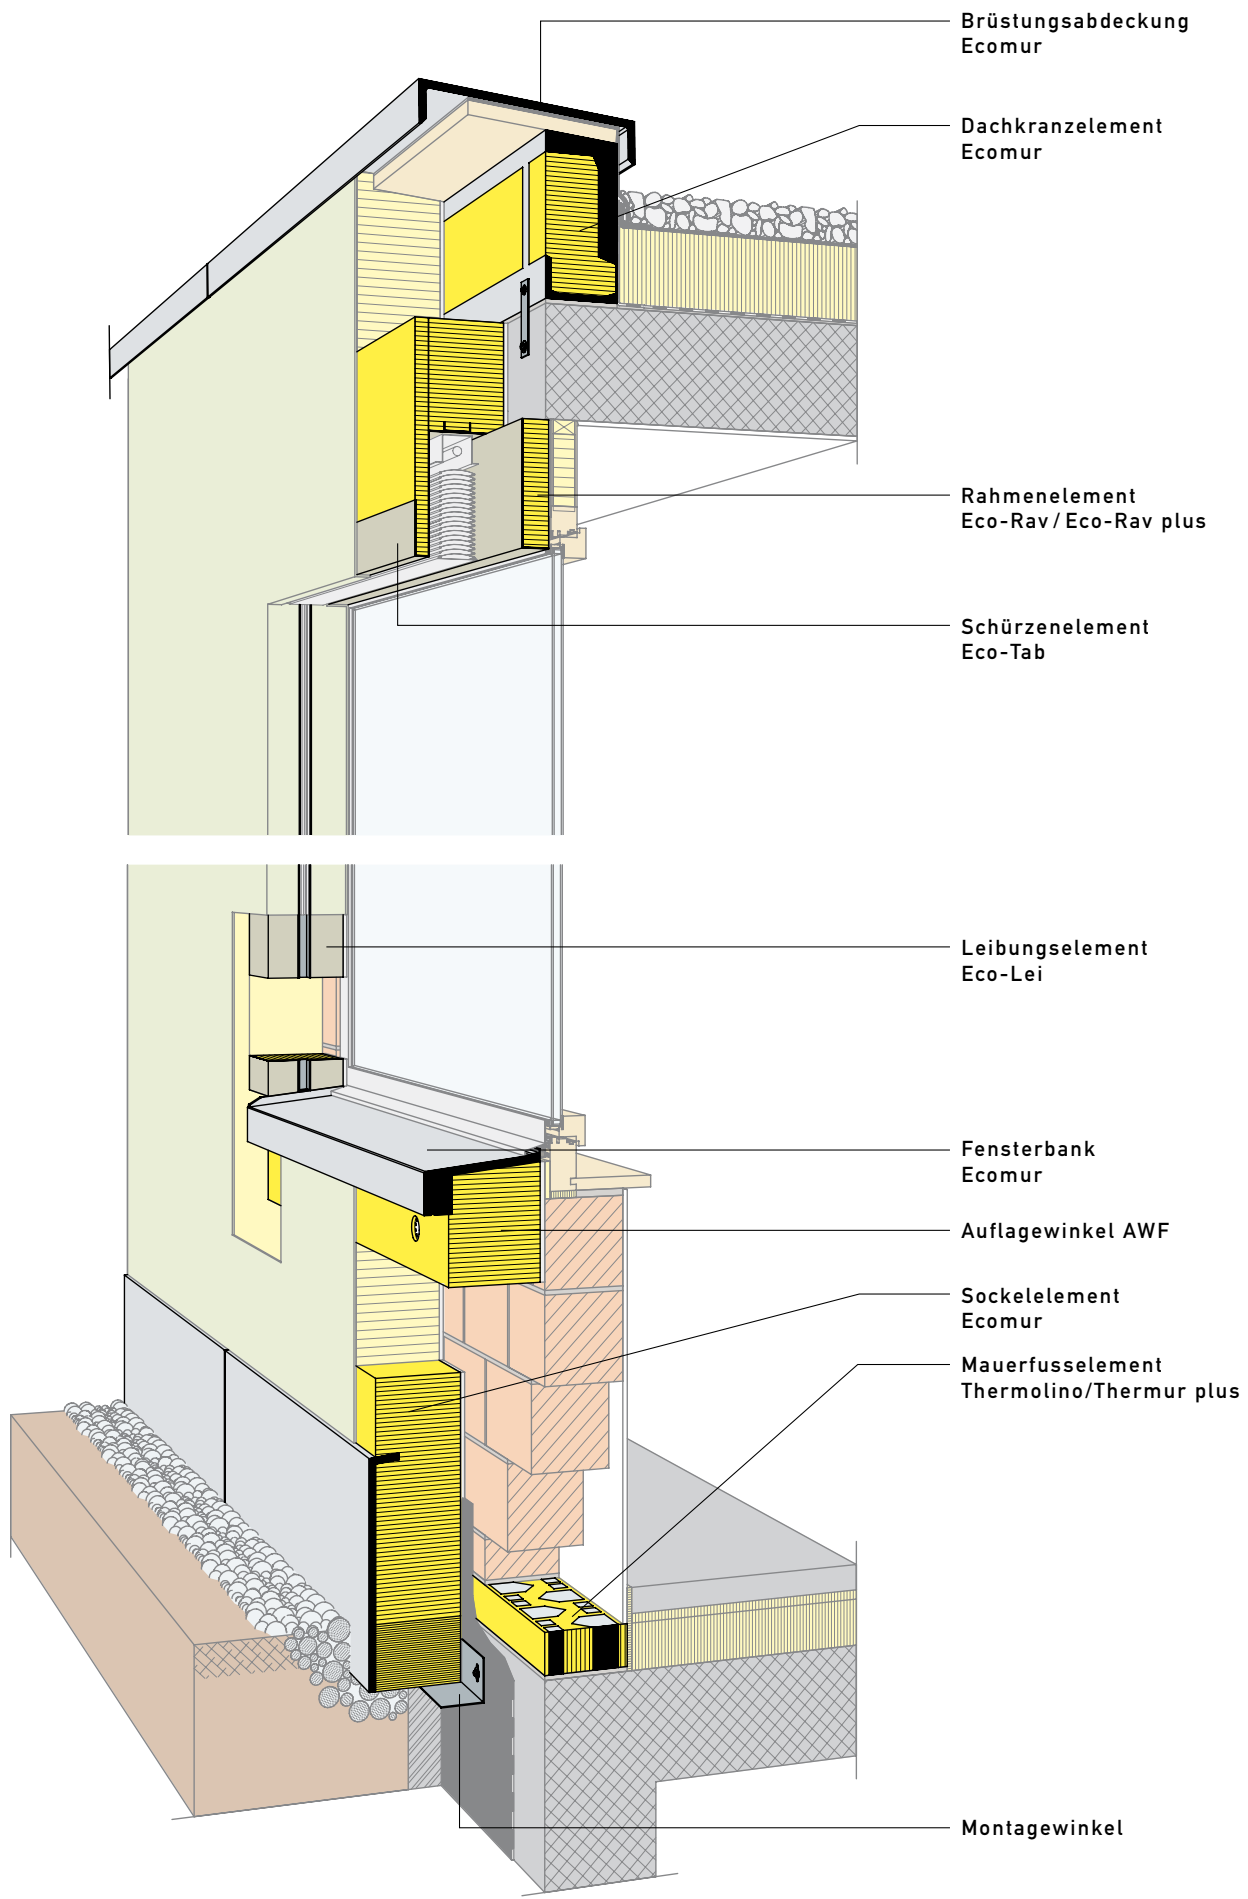 Brüstungsabdeckung
Ecomur
Dachkranzelement
Ecomur
Rahmenelement
Eco-Rav/Eco-Rav plus
Schürzenelement
Eco-Tab
Leibungselement
Eco-Lei
Fensterbank
Ecomur
Auflagewinkel AWF
Sockelelement
Ecomur
Mauerfusselement
Thermolino/Thermur plus
Montagewinkel